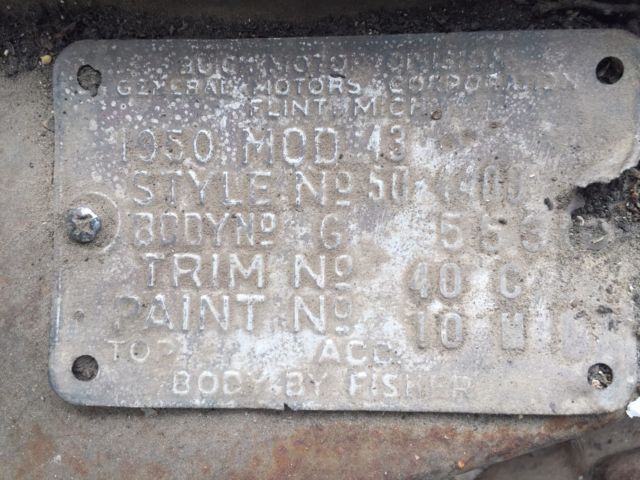 BUICK MOTOR DIVISION
GENERAL MOTORS CORPORATION
FLINT, MICH.
1950 MOD 43
STYLE Nº
BODY Nº G 553
TRIM Nº 40 C
PAINT Nº 10 M
TOP ACC.
BODY BY FISHER